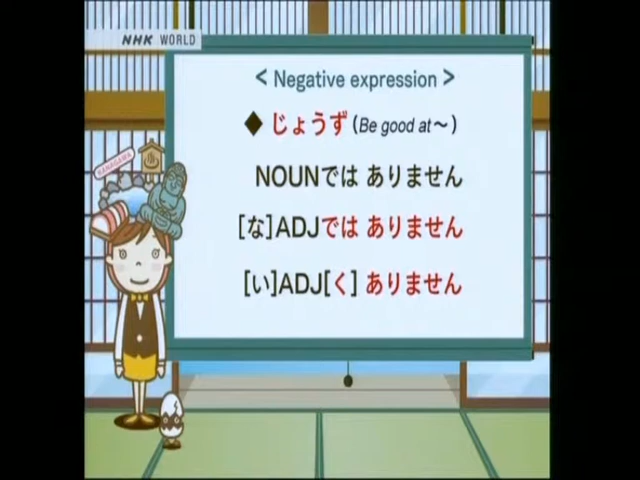 NHK WORLD
< Negative expression >
◆ じょうず (Be good at～)
NOUNでは ありません
[な]ADJでは ありません
[い]ADJ[く] ありません
KANAGAWA